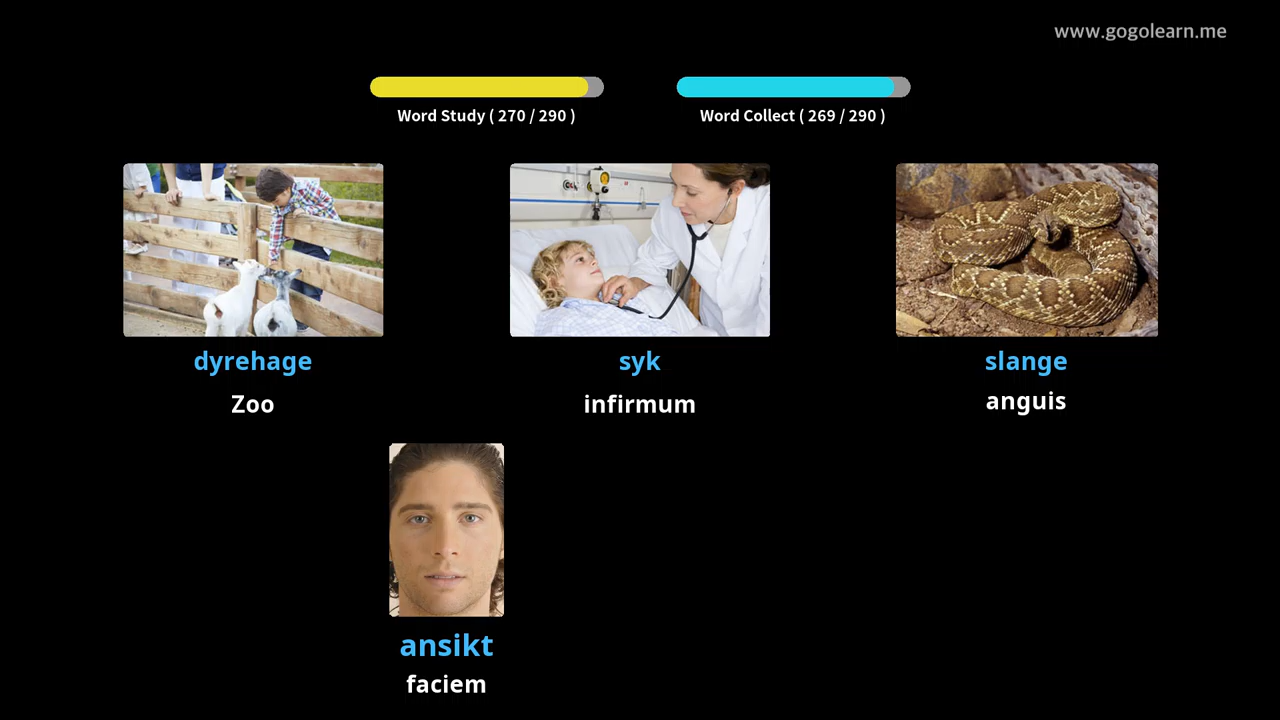 www.gogolearn.me
Word Study ( 270 / 290 )
Word Collect ( 269 / 290 )
dyrehage
Zoo
syk
infirmum
slange
anguis
ansikt
faciem